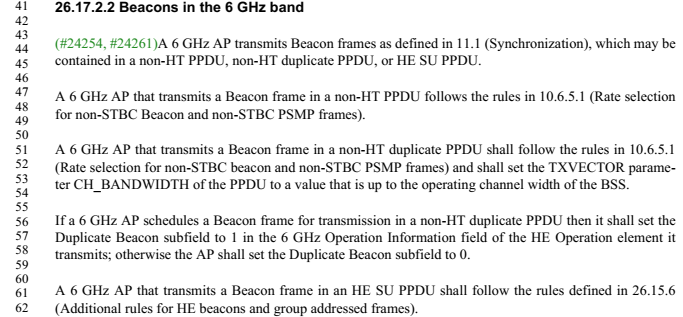 41 26.17.2.2 Beacons in the 6 GHz band
42
43
44 (#24254, #24261)A 6 GHz AP transmits Beacon frames as defined in 11.1 (Synchronization), which may be
45 contained in a non-HT PPDU, non-HT duplicate PPDU, or HE SU PPDU.
46
47 A 6 GHz AP that transmits a Beacon frame in a non-HT PPDU follows the rules in 10.6.5.1 (Rate selection
48 for non-STBC Beacon and non-STBC PSMP frames).
49
50
51 A 6 GHz AP that transmits a Beacon frame in a non-HT duplicate PPDU shall follow the rules in 10.6.5.1
52 (Rate selection for non-STBC beacon and non-STBC PSMP frames) and shall set the TXVECTOR parame-
53 ter CH_BANDWIDTH of the PPDU to a value that is up to the operating channel width of the BSS.
54
55
56 If a 6 GHz AP schedules a Beacon frame for transmission in a non-HT duplicate PPDU then it shall set the
57 Duplicate Beacon subfield to 1 in the 6 GHz Operation Information field of the HE Operation element it
58 transmits; otherwise the AP shall set the Duplicate Beacon subfield to 0.
59
60
61 A 6 GHz AP that transmits a Beacon frame in an HE SU PPDU shall follow the rules defined in 26.15.6
62 (Additional rules for HE beacons and group addressed frames).